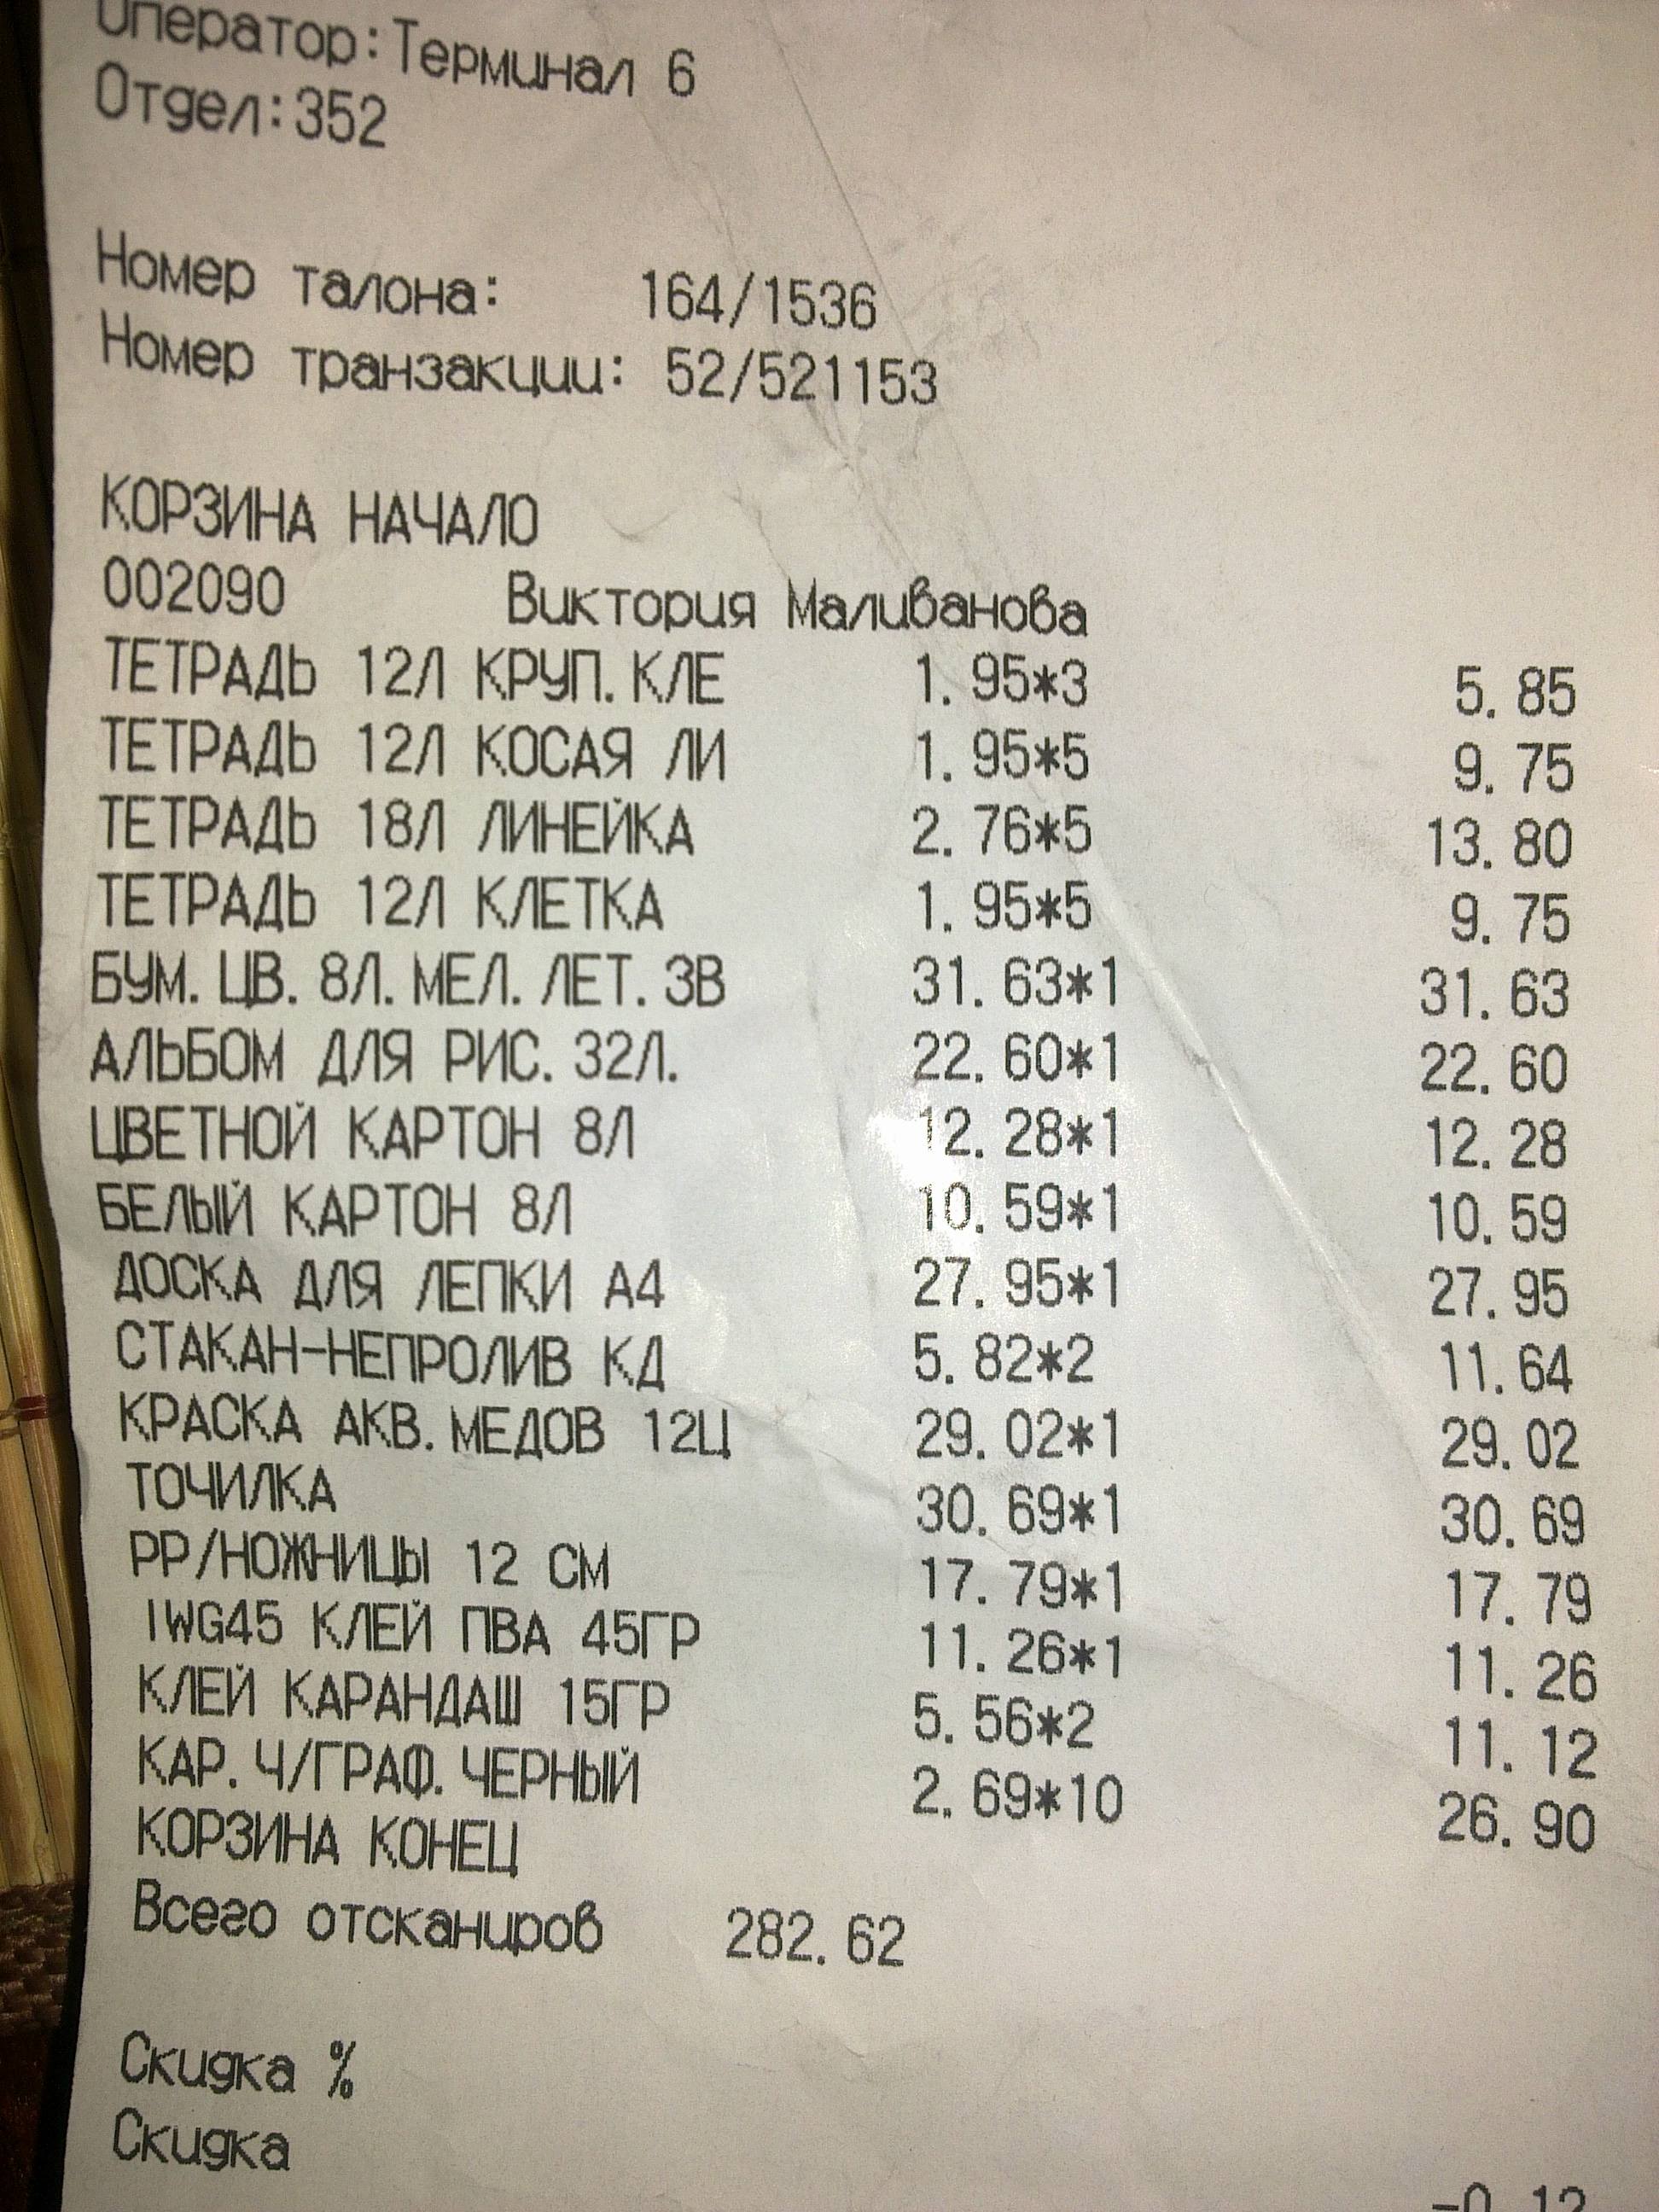 Оператор:Терминал 6
Отдел:352
Номер талона: 164/1536
Номер транзакции: 52/521153
КОРЗИНА НАЧАЛО
002090 Виктория Маливанова
ТЕТРАДЬ 12Л КРУП.КЛЕ 1.95*3 5.85
ТЕТРАДЬ 12Л КОСАЯ ЛИ 1.95*5 9.75
ТЕТРАДЬ 18Л ЛИНЕЙКА 2.76*5 13.80
ТЕТРАДЬ 12Л КЛЕТКА 1.95*5 9.75
БУМ.ЦВ.8Л.МЕЛ.ЛЕТ.ЗВ 31.63*1 31.63
АЛЬБОМ ДЛЯ РИС.32Л. 22.60*1 22.60
ЦВЕТНОЙ КАРТОН 8Л 12.28*1 12.28
БЕЛЫЙ КАРТОН 8Л 10.59*1 10.59
ДОСКА ДЛЯ ЛЕПКИ А4 27.95*1 27.95
СТАКАН-НЕПРОЛИВ КД 5.82*2 11.64
КРАСКА АКВ.МЕДОВ 12Ц 29.02*1 29.02
ТОЧИЛКА 30.69*1 30.69
PP/НОЖНИЦЫ 12 СМ 17.79*1 17.79
IWG45 КЛЕЙ ПВА 45ГР 11.26*1 11.26
КЛЕЙ КАРАНДАШ 15ГР 5.56*2 11.12
КАР.Ч/ГРАФ.ЧЕРНЫЙ 2.69*10 26.90
КОРЗИНА КОНЕЦ
Всего отсканиров 282.62
Скидка %
Скидка
-0.12